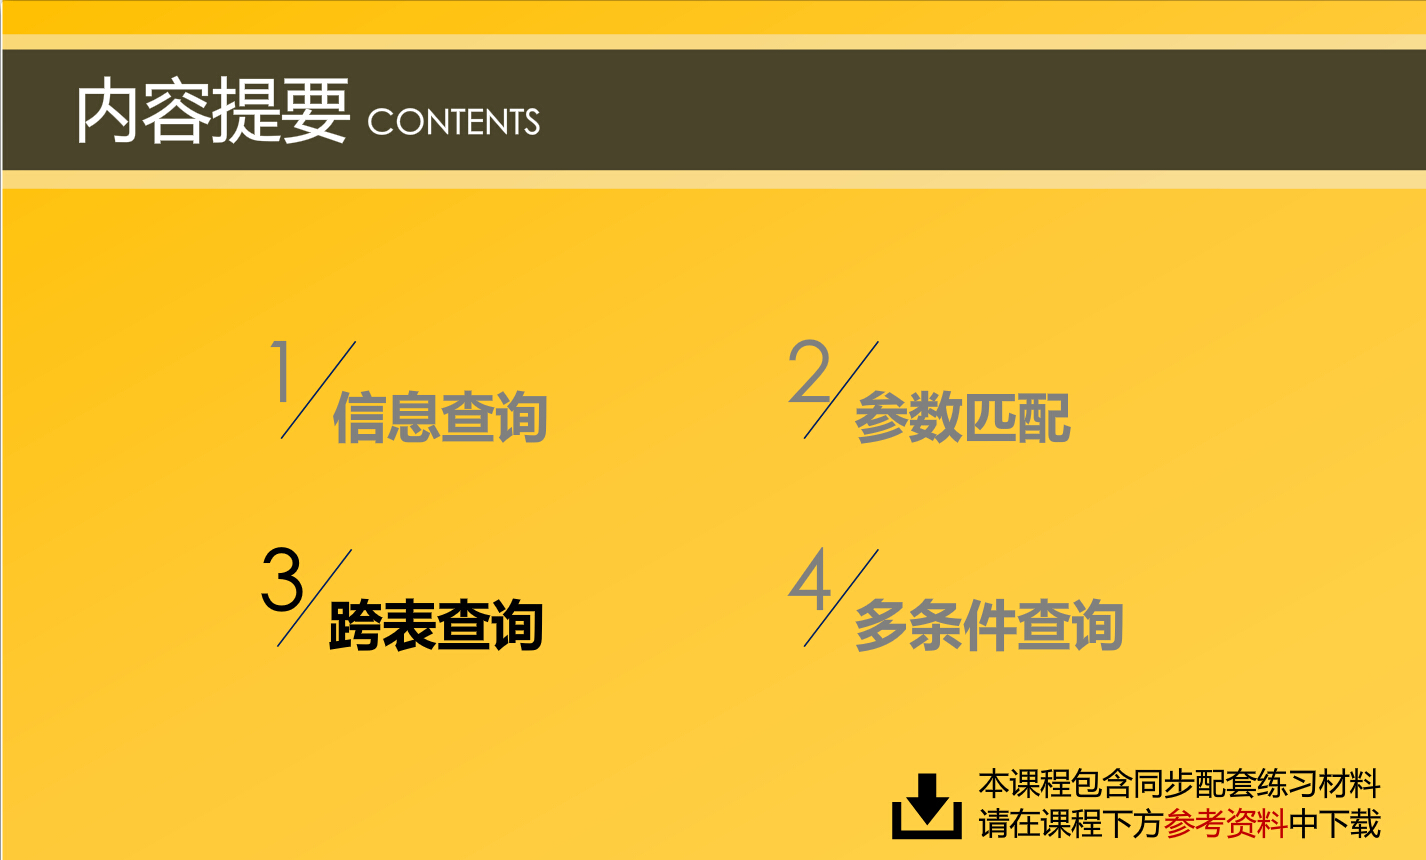 内容提要 CONTENTS
1 信息查询
2 参数匹配
3 跨表查询
4 多条件查询
本课程包含同步配套练习材料
请在课程下方参考资料中下载